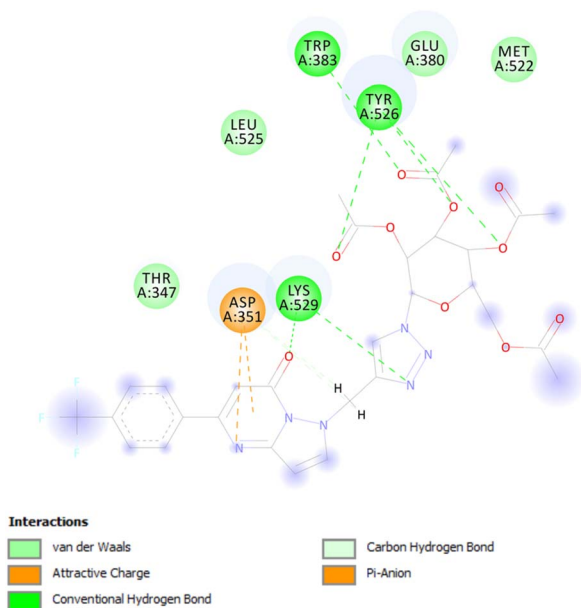 TRP
A:383
GLU
A:380
MET
A:522
TYR
A:526
LEU
A:525
O
O
O
O
O
O
O
THR
A:347
ASP
A:351
LYS
A:529
O
O
O
N
N
N
H
H
O
N
N
N
F
F
F
Interactions
van der Waals
Attractive Charge
Conventional Hydrogen Bond
Carbon Hydrogen Bond
Pi-Anion